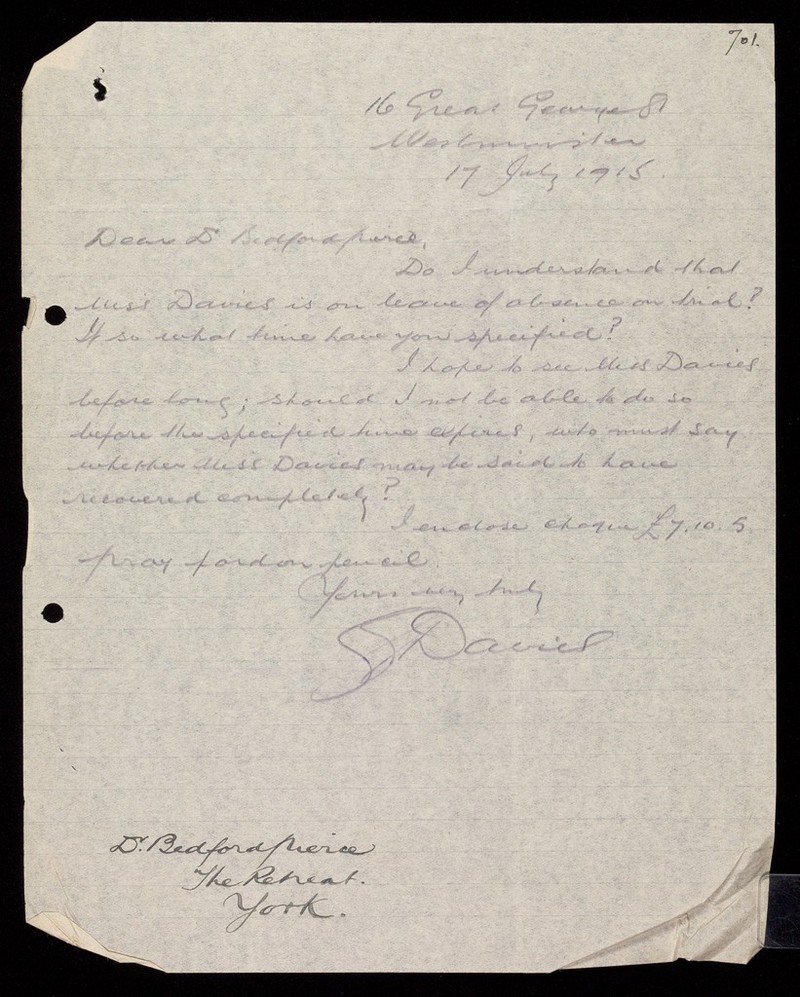 701.
16 Great George St
Westminster
17 July 1915.
Dear Dr Bedford Pierce,
Do I understand that
Miss Davies is on leave of absence on trial?
If so what time have you specified?
I hope to see Miss Davies
before long; should I not be able to do so
before the specified time expires, who must say
whether Miss Davies may be said to have
recovered completely?
I enclose cheque £7.10.5.
Pray pardon pencil.
Yours very truly
Davies
Dr. Bedford Pierce
The Retreat.
York.